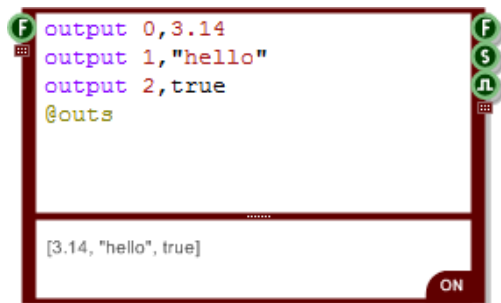 F output 0,3.14 F
output 1,"hello" S
output 2,true
@outs
[3.14, "hello", true]
ON